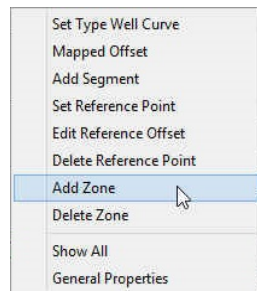 Set Type Well Curve
Mapped Offset
Add Segment
Set Reference Point
Edit Reference Offset
Delete Reference Point
Add Zone
Delete Zone
Show All
General Properties